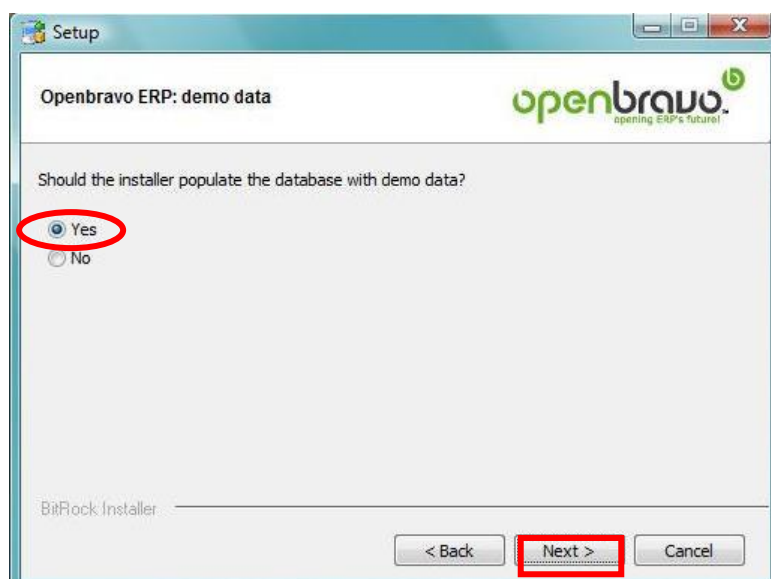 Setup
Openbravo ERP: demo data
openbravo
opening ERP's future!
Should the installer populate the database with demo data?
Yes
No
BitRock Installer
< Back Next > Cancel